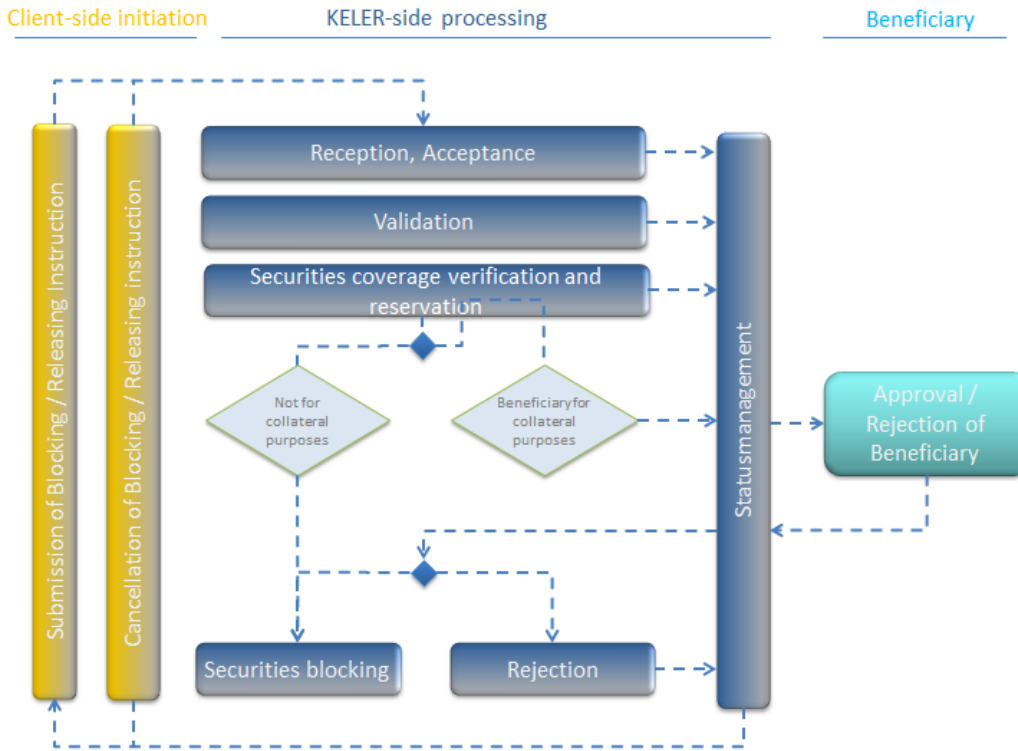 Client-side initiation
KELER-side processing
Beneficiary
Submission of Blocking / Releasing Instruction
Cancellation of Blocking / Releasing instruction
Reception, Acceptance
Validation
Securities coverage verification and
reservation
Not for
collateral
purposes
Beneficiaryfor
collateral
purposes
Statusmanagement
Approval /
Rejection of
Beneficiary
Securities blocking
Rejection